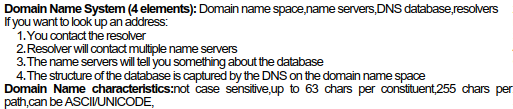 Domain Name System (4 elements): Domain name space,name servers,DNS database,resolvers
If you want to look up an address:
1.You contact the resolver
2.Resolver will contact multiple name servers
3.The name servers will tell you something about the database
4.The structure of the database is captured by the DNS on the domain name space
Domain Name characteristics:not case sensitive,up to 63 chars per constituent,255 chars per
path,can be ASCII/UNICODE,